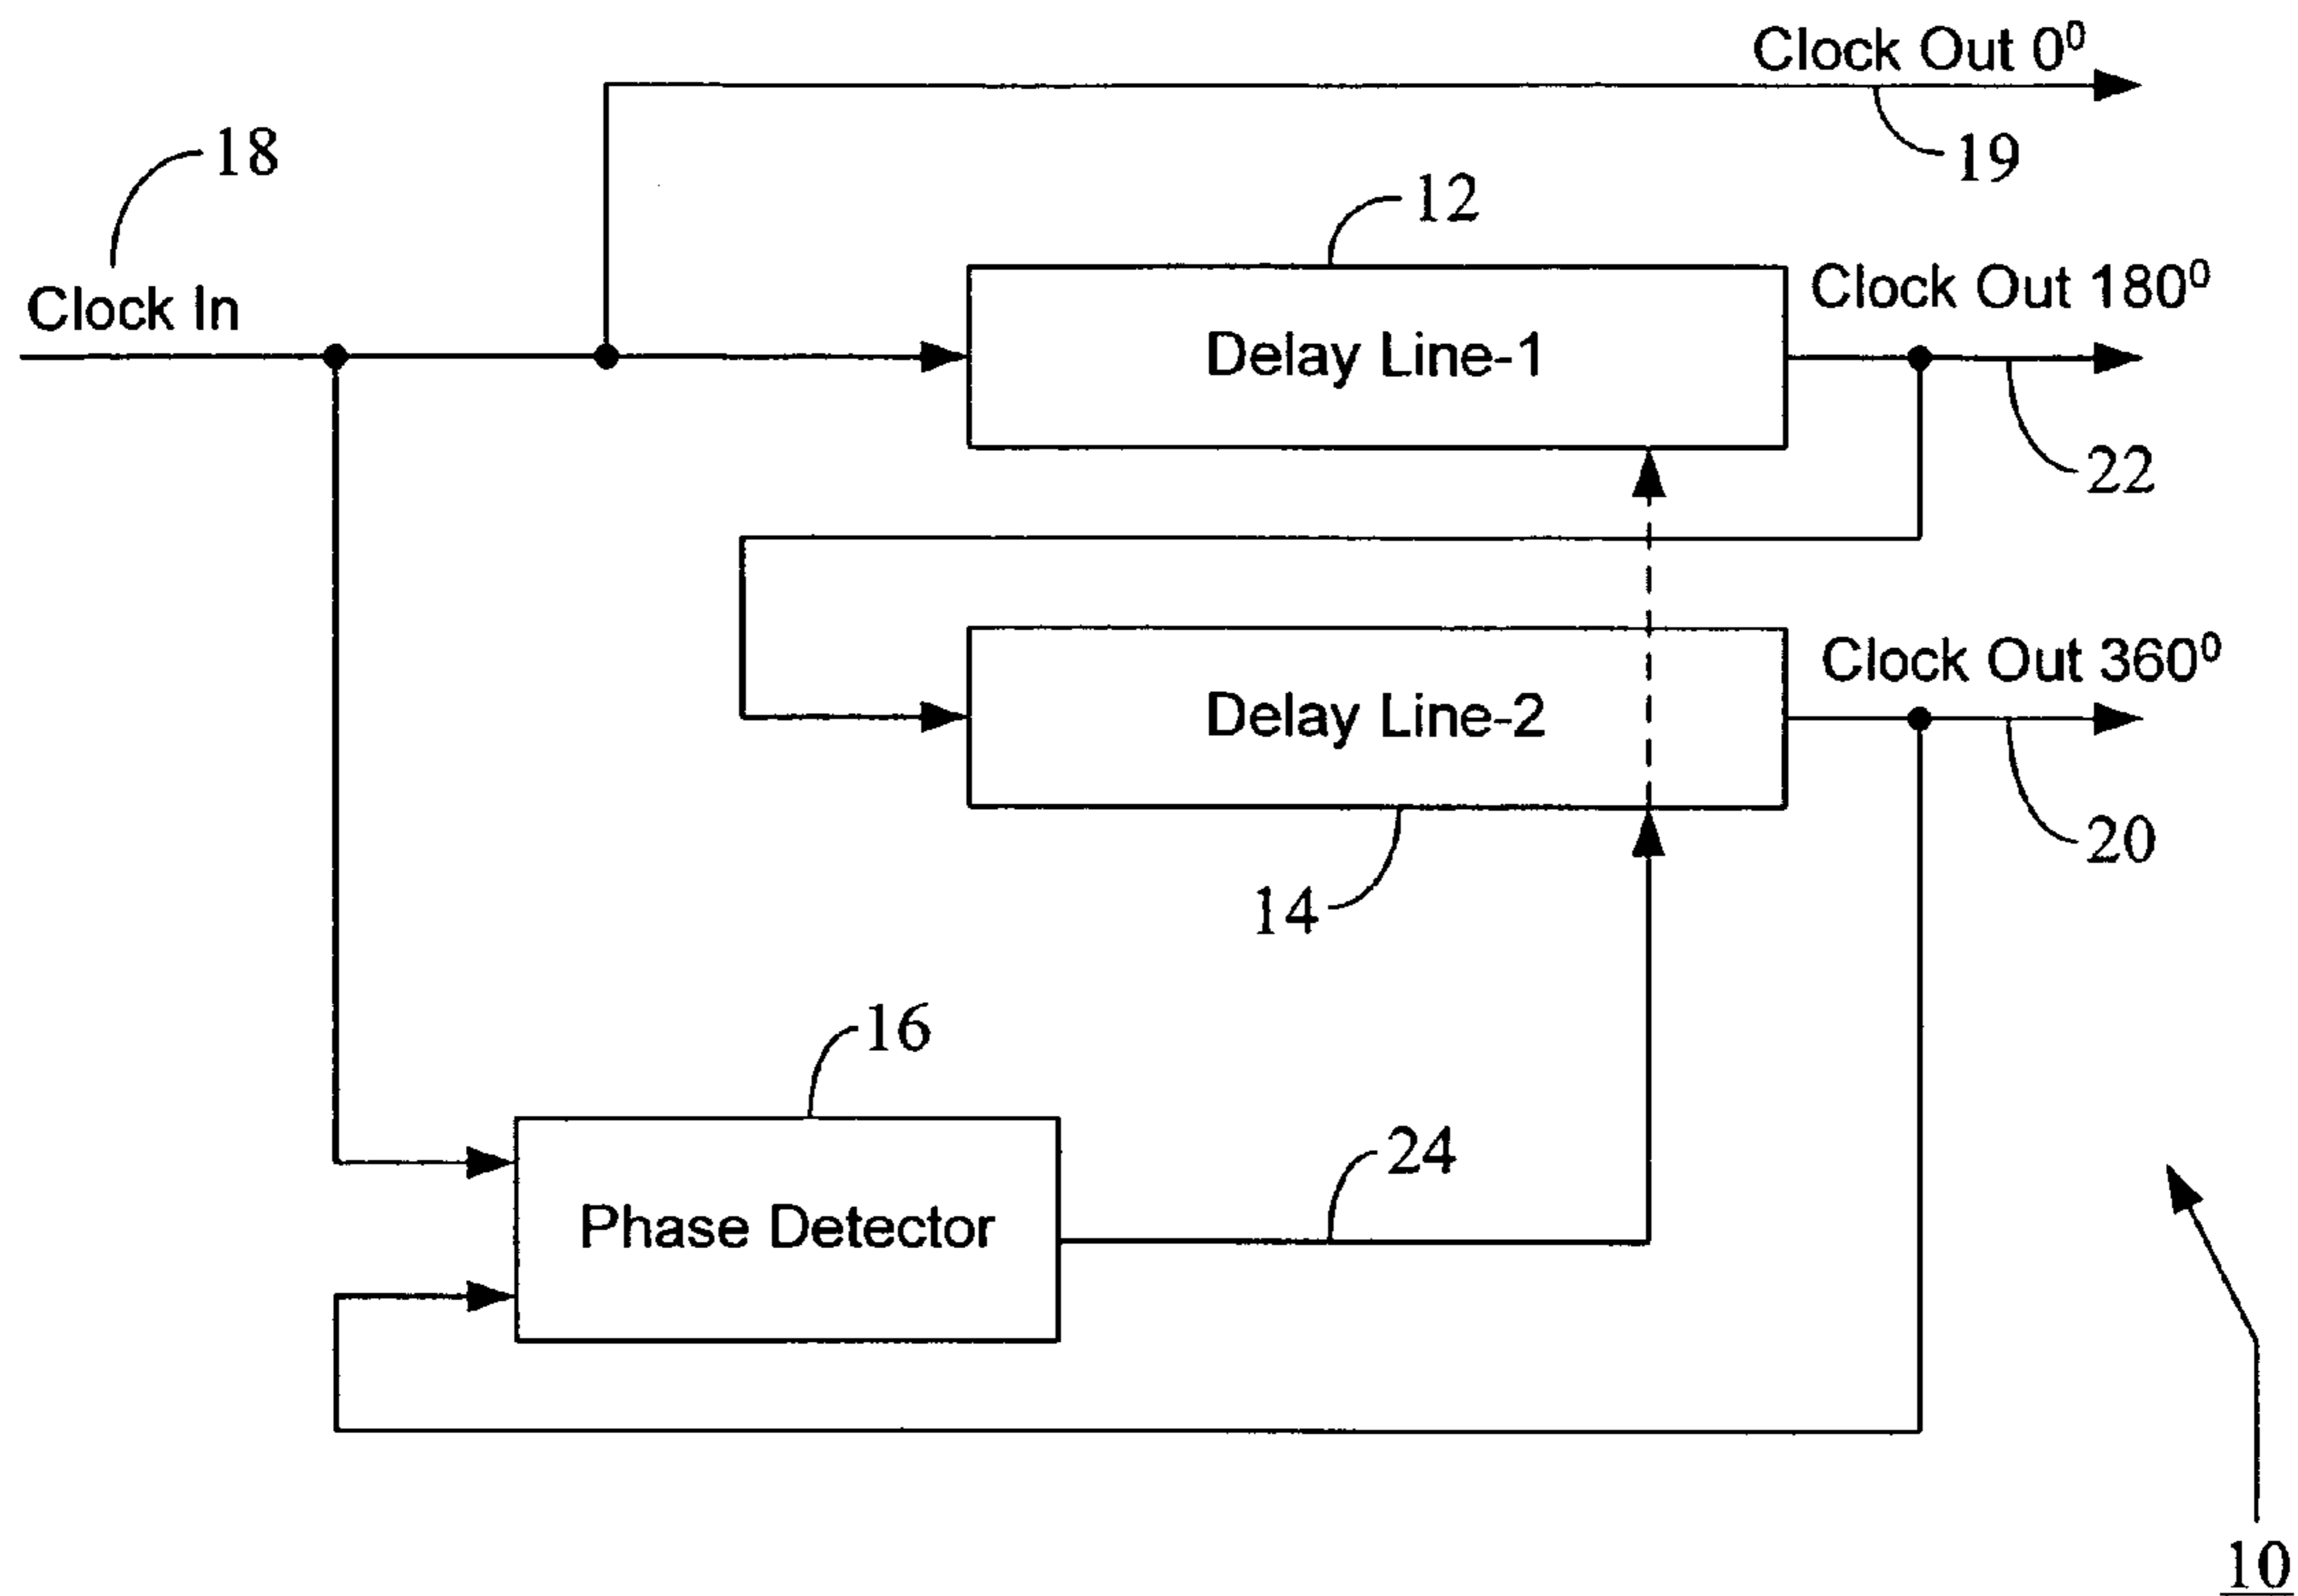 Clock Out 0⁰
18
19
12
Clock In
Clock Out 180⁰
Delay Line-1
22
Clock Out 360⁰
Delay Line-2
20
14
16
24
Phase Detector
10